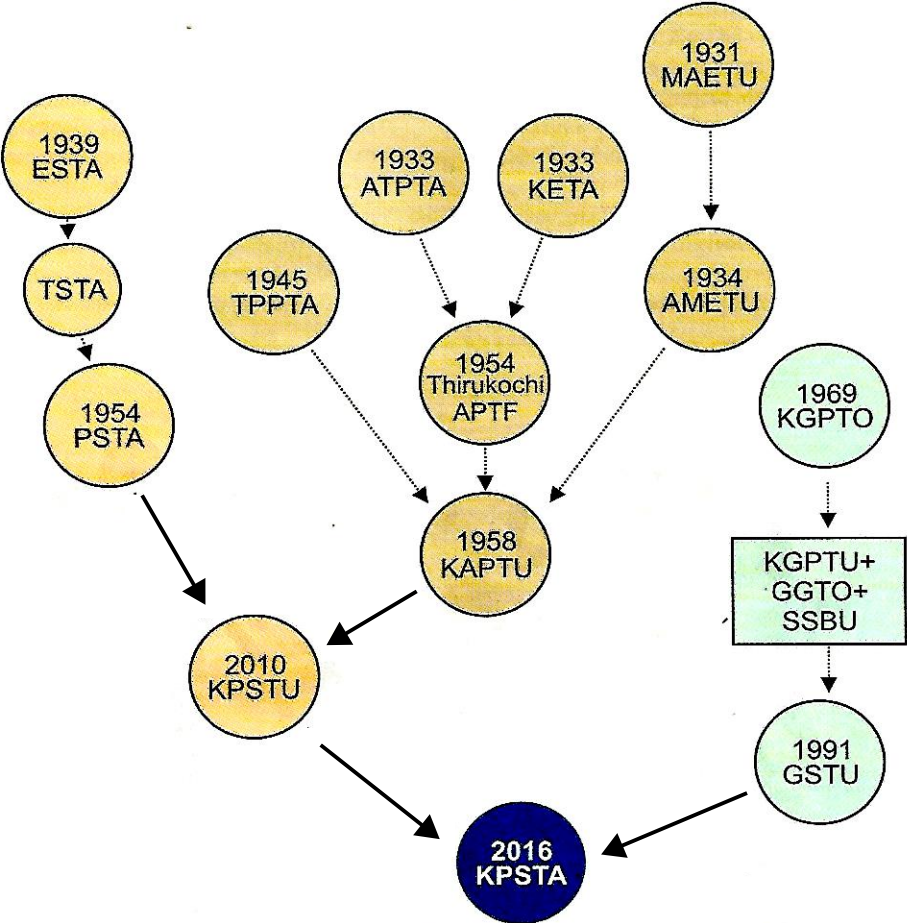 1931
MAETU
1939
ESTA
1933
ATPTA
1933
KETA
TSTA
1945
TPPTA
1934
AMETU
1954
Thirukochi
APTF
1969
KGPTO
1954
PSTA
1958
KAPTU
KGPTU+
GGTO+
SSBU
2010
KPSTU
1991
GSTU
2016
KPSTA